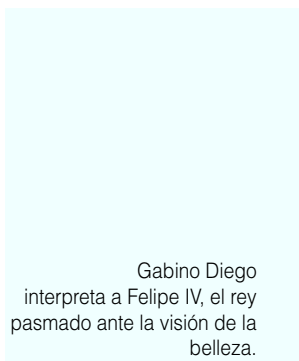 Gabino Diego
interpreta a Felipe IV, el rey
pasmado ante la visión de la
belleza.